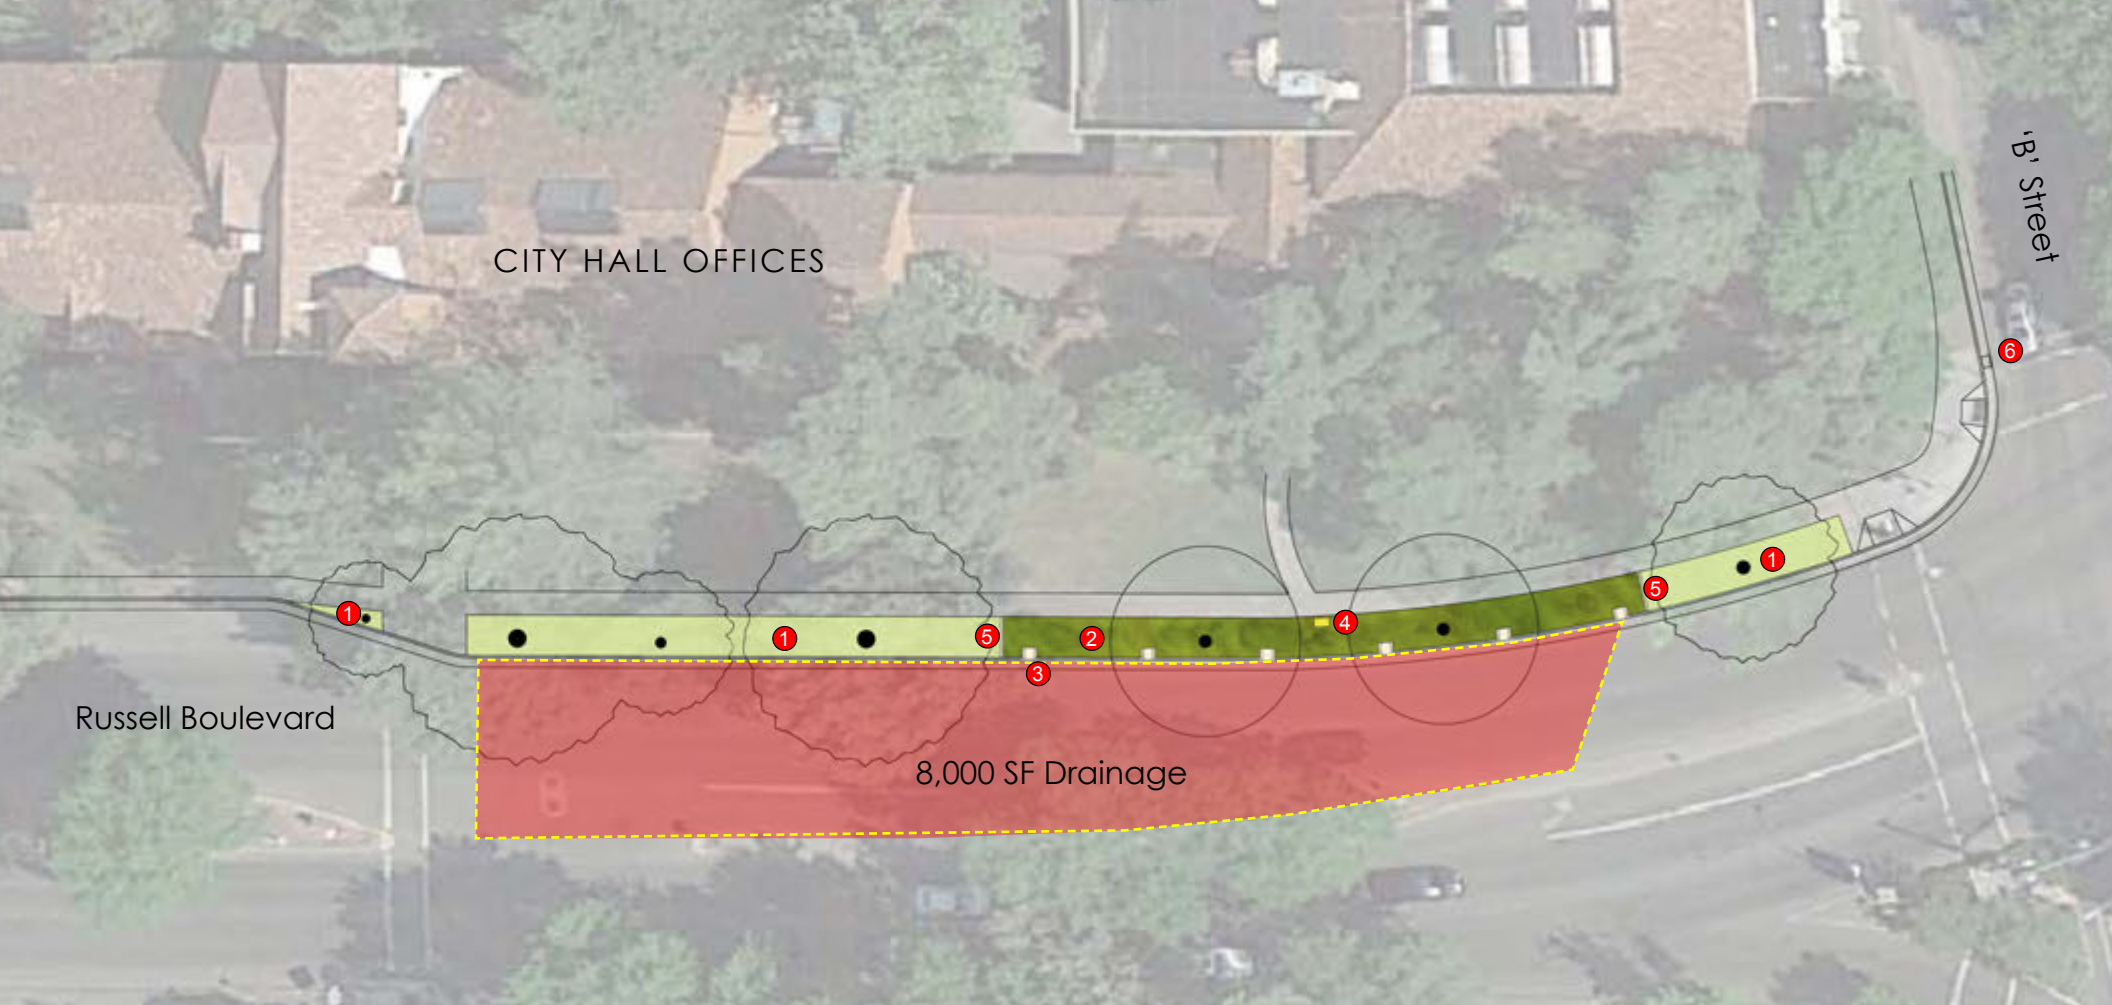 'B' Street
CITY HALL OFFICES
6
1
5
4
1
1
5
2
3
Russell Boulevard
8,000 SF Drainage